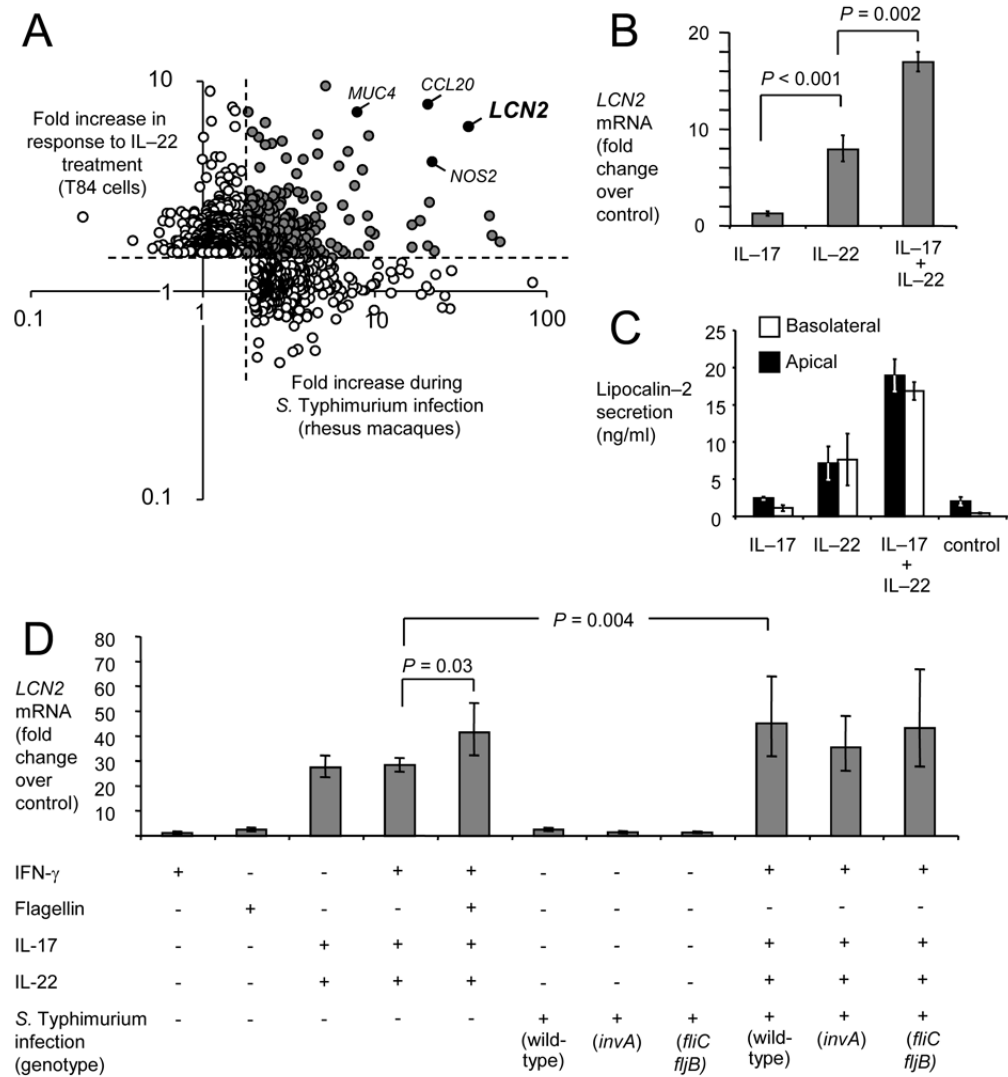 A
10
Fold increase in
response to IL–22
treatment
(T84 cells)
MUC4
CCL20
LCN2
NOS2
0.1
1
1
10
100
Fold increase during
S. Typhimurium infection
(rhesus macaques)
0.1
B
P = 0.002
P < 0.001
LCN2
mRNA
(fold
change
over
control)
20
10
0
IL–17
IL–22
IL–17
+
IL–22
C
Basolateral
Apical
Lipocalin–2
secretion
(ng/ml)
25
20
15
10
5
0
IL–17
IL–22
IL–17
+
IL–22
control
D
P = 0.004
P = 0.03
LCN2
mRNA
(fold
change
over
control)
80
70
60
50
40
30
20
10
IFN-γ + - - + + - - - + + +
Flagellin - + - - + - - - - - -
IL-17 - - + + + - - - + + +
IL-22 - - + + + - - - + + +
S. Typhimurium - - - - - + + + + + +
infection (wild- (invA) (fliC (wild- (invA) (fliC
(genotype) type) fljB) type) fljB)